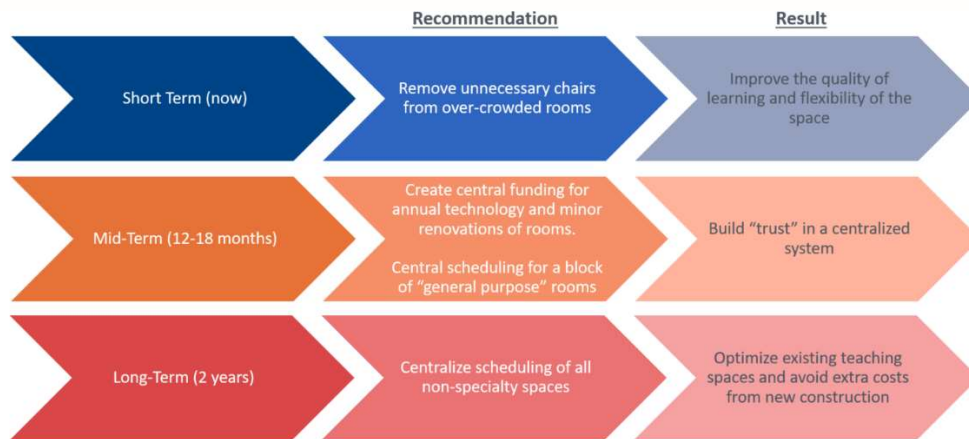 Recommendation
Result
Short Term (now)
Remove unnecessary chairs
from over-crowded rooms
Improve the quality of
learning and flexibility of the
space
Mid-Term (12-18 months)
Create central funding for
annual technology and minor
renovations of rooms.
Central scheduling for a block
of “general purpose” rooms
Build “trust” in a centralized
system
Long-Term (2 years)
Centralize scheduling of all
non-specialty spaces
Optimize existing teaching
spaces and avoid extra costs
from new construction